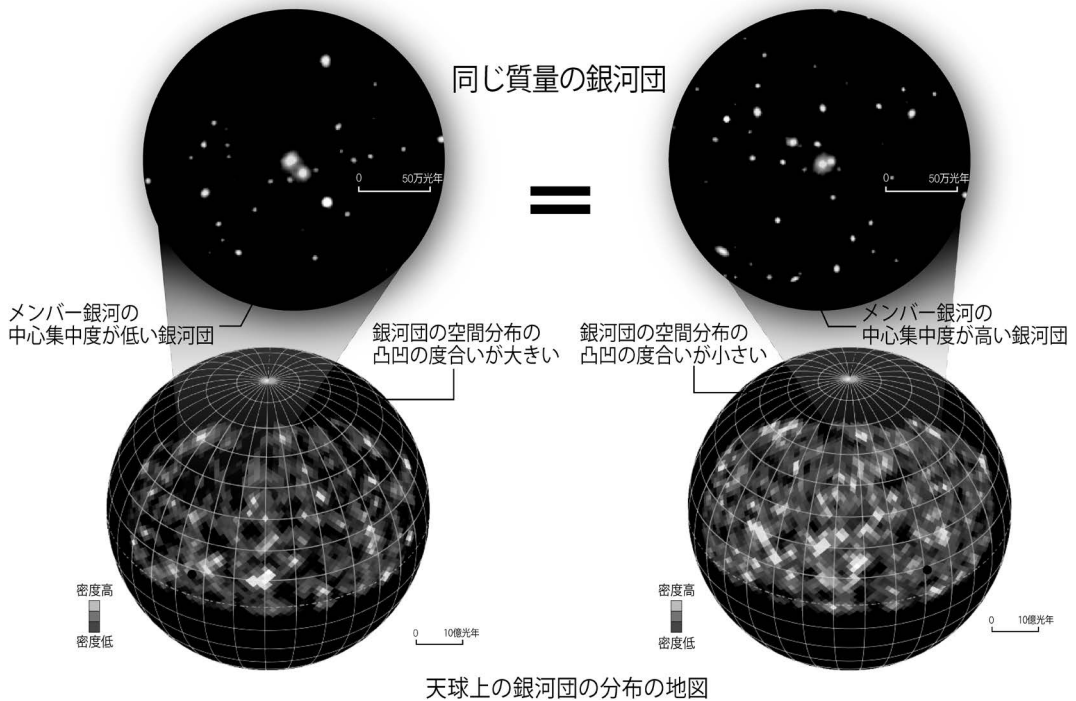 同じ質量の銀河団
0 50万光年
0 50万光年
メンバー銀河の
中心集中度が低い銀河団
銀河団の空間分布の
凸凹の度合いが大きい
銀河団の空間分布の
凸凹の度合いが小さい
メンバー銀河の
中心集中度が高い銀河団
密度高
密度低
0 10億光年
密度高
密度低
0 10億光年
天球上の銀河団の分布の地図